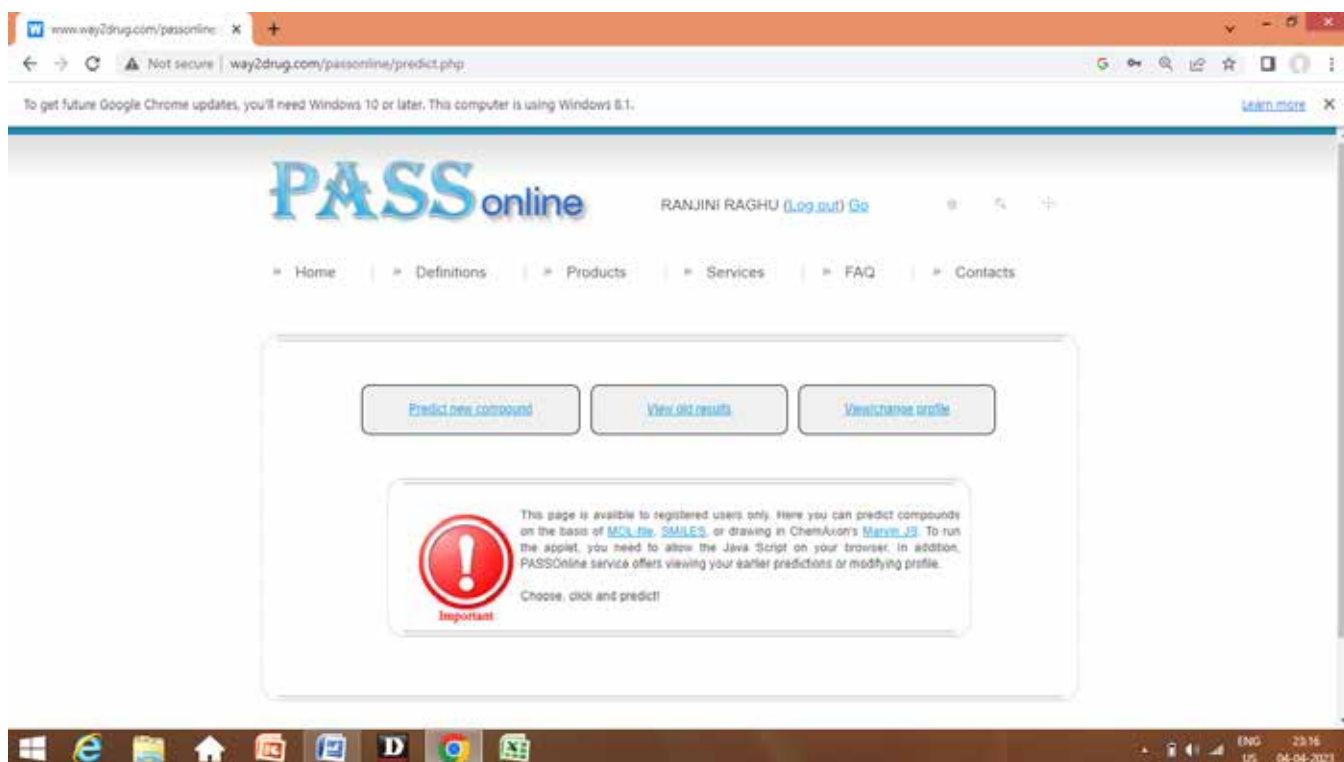 www.way2drug.com/passonline
Not secure | way2drug.com/passonline/predict.php
To get future Google Chrome updates, you'll need Windows 10 or later. This computer is using Windows 8.1.
Learn more
PASS online
RANJINI RAGHU (Log out) Go
» Home » Definitions » Products » Services » FAQ » Contacts
Predict new compound View old results View/change profile
This page is availble to registered users only. Here you can predict compounds
on the basis of MOL-file, SMILES, or drawing in ChemAxon's Marvin JS. To run
the applet, you need to allow the Java Script on your browser. In addition,
PASSOnline service offers viewing your earlier predictions or modifying profile.
Choose, click and predict!
Important
ENG 23:16
US 04-04-2023